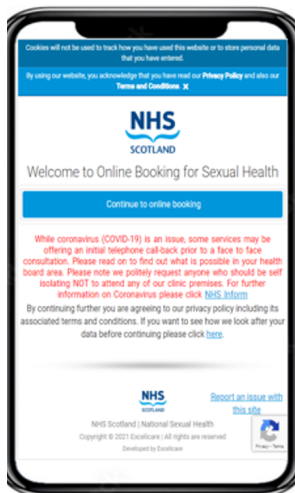 Cookies will not be used to track how you have used this website or to store personal data
that you have entered.
By using our website, you acknowledge that you have read our Privacy Policy and also our
Terms and Conditions X
NHS
SCOTLAND
Welcome to Online Booking for Sexual Health
Continue to online booking
While coronavirus (COVID-19) is an issue, some services may be
offering an initial telephone call-back prior to a face to face
consultation. Please read on to find out what is possible in your health
board area. Please note we politely request anyone who should be self
isolating NOT to attend any of our clinic premises. For further
information on Coronavirus please click NHS Inform
By continuing further you are agreeing to our privacy policy including its
associated terms and conditions. If you want to see how we look after your
data before continuing please click here.
NHS
SCOTLAND
Report an issue with
this site
NHS Scotland | National Sexual Health
Copyright © 2021 Excelicare | All rights are reserved
Developed by Excelicare
Privacy - Terms